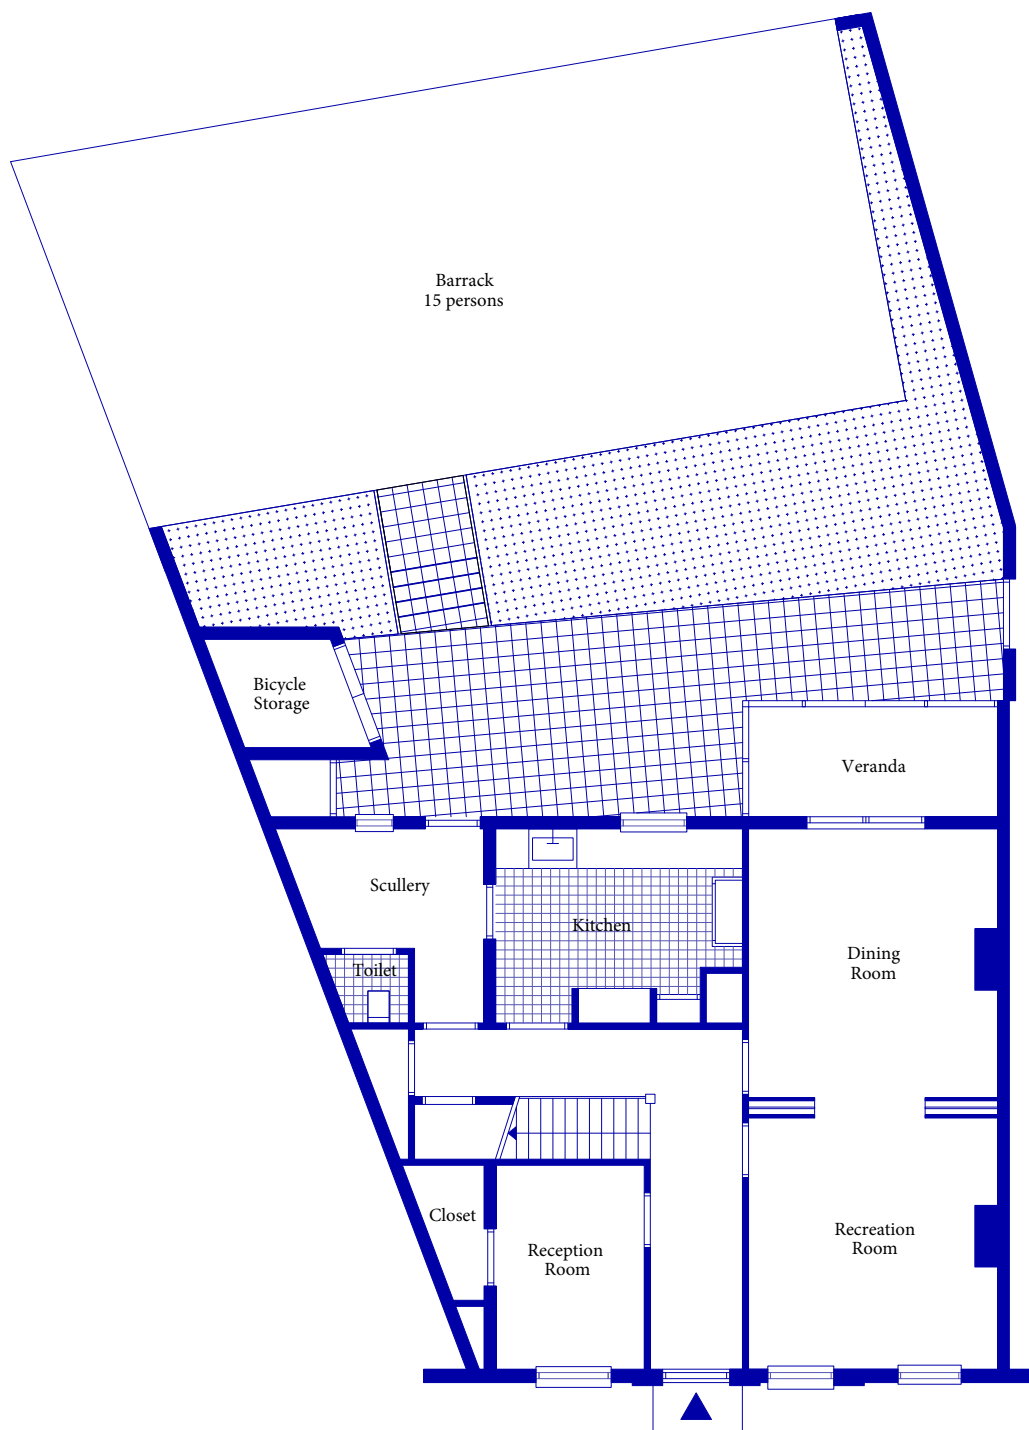 Barrack
15 persons
Bicycle
Storage
Veranda
Scullery
Kitchen
Dining
Room
Toilet
Closet
Reception
Room
Recreation
Room